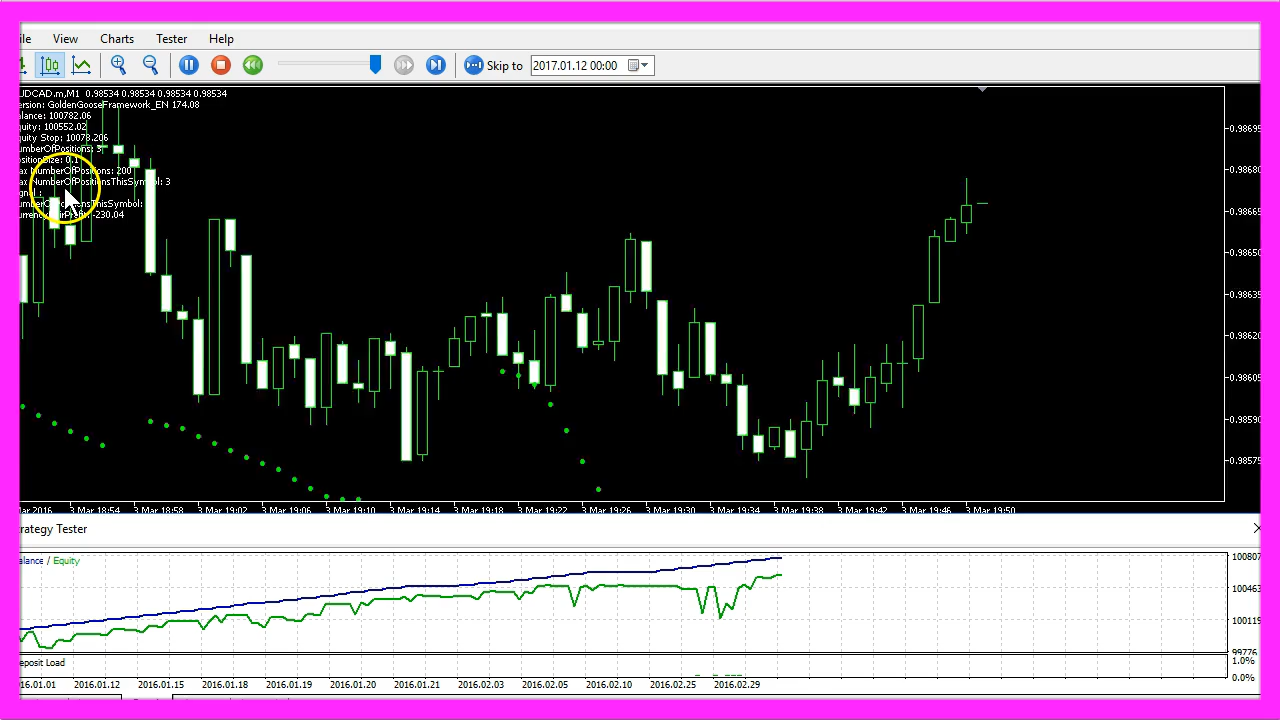 ile View Charts Tester Help
Skip to 2017.01.12 00:00
UDCAD.m,M1 0.98534 0.98534 0.98534 0.98534
ersion: GoldenGooseFramework_EN 174.08
alance: 100782.06
quity: 100552.02
quity Stop: 10078.206
umberOfPositions: 3
ositionSize: 0.1
ax NumberOfPositions: 200
ax NumberOfPositionsThisSymbol: 3
ignal :
umberOfPositionsThisSymbol:
urrencyPairProfit: -230.04
0.98695
0.98680
0.98665
0.98650
0.98635
0.98620
0.98605
0.98590
0.98575
Mar 2016 3 Mar 18:54 3 Mar 18:58 3 Mar 19:02 3 Mar 19:06 3 Mar 19:10 3 Mar 19:14 3 Mar 19:18 3 Mar 19:22 3 Mar 19:26 3 Mar 19:30 3 Mar 19:34 3 Mar 19:38 3 Mar 19:42 3 Mar 19:46 3 Mar 19:50
trategy Tester
alance / Equity
100807
100463
100119
99776
eposit Load
1.0%
0.0%
2016.01.01 2016.01.12 2016.01.15 2016.01.18 2016.01.19 2016.01.20 2016.01.21 2016.02.03 2016.02.05 2016.02.10 2016.02.25 2016.02.29